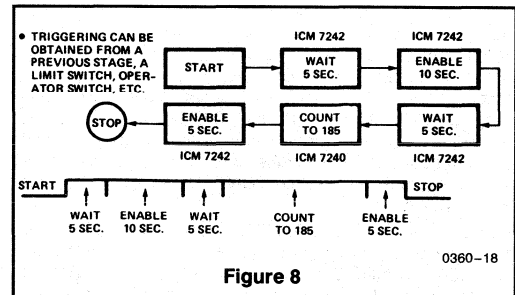 • TRIGGERING CAN BE
OBTAINED FROM A
PREVIOUS STAGE, A
LIMIT SWITCH, OPER-
ATOR SWITCH, ETC.
ICM 7242
ICM 7242
START
WAIT
5 SEC.
ENABLE
10 SEC.
STOP
ENABLE
5 SEC.
COUNT
TO 185
WAIT
5 SEC.
ICM 7242
ICM 7240
ICM 7242
START
STOP
WAIT
5 SEC.
ENABLE
10 SEC.
WAIT
5 SEC.
COUNT
TO 185
ENABLE
5 SEC.
0360–18
Figure 8